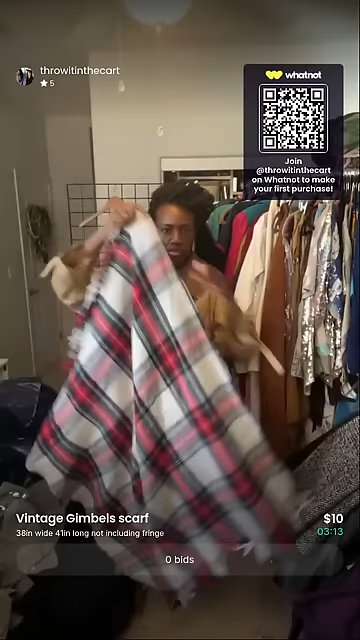 throwitinthecart
★ 5
whatnot
Join
@throwitinthecart
on Whatnot to make
your first purchase!
Vintage Gimbels scarf
$10
38in wide 41in long not including fringe
03:13
0 bids